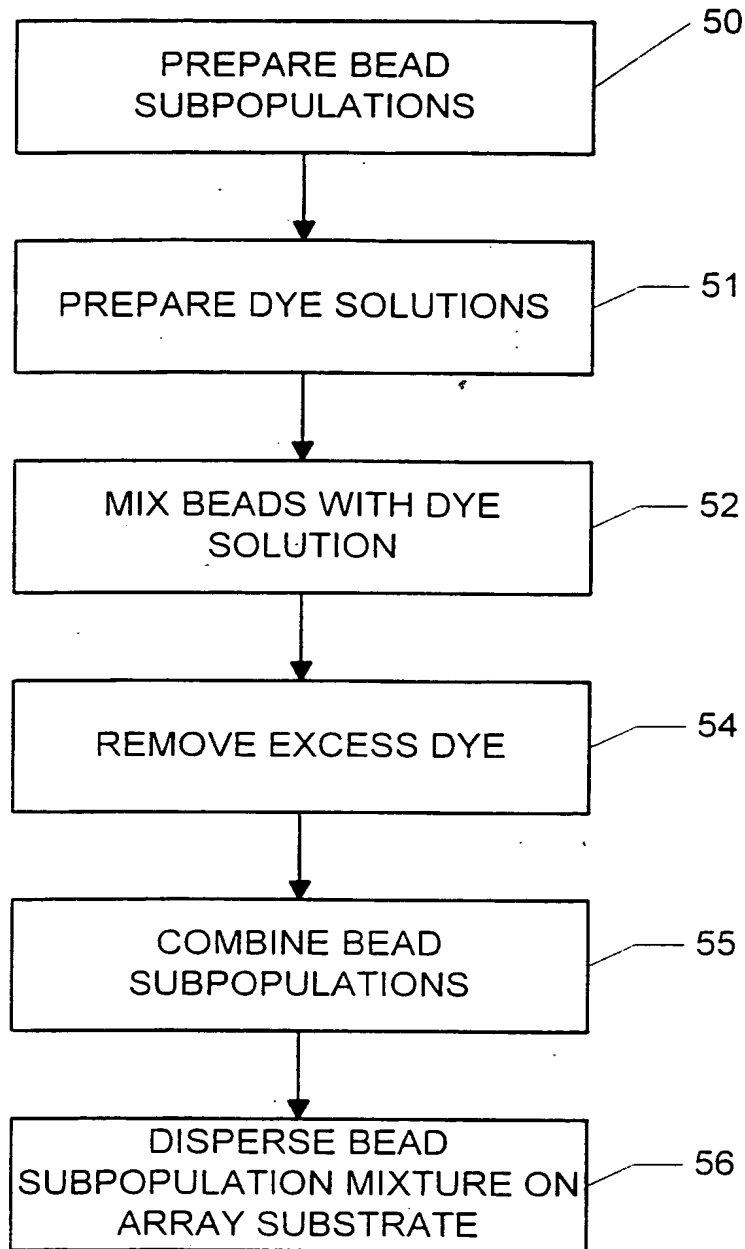 50
PREPARE BEAD
SUBPOPULATIONS
51
PREPARE DYE SOLUTIONS
52
MIX BEADS WITH DYE
SOLUTION
54
REMOVE EXCESS DYE
55
COMBINE BEAD
SUBPOPULATIONS
56
DISPERSE BEAD
SUBPOPULATION MIXTURE ON
ARRAY SUBSTRATE